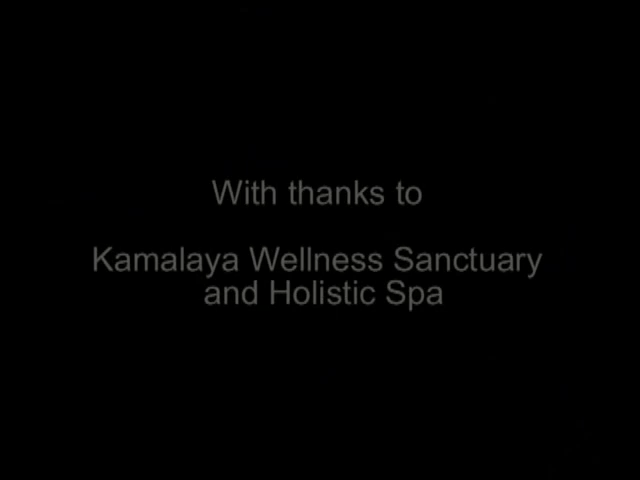 With thanks to
Kamalaya Wellness Sanctuary
and Holistic Spa